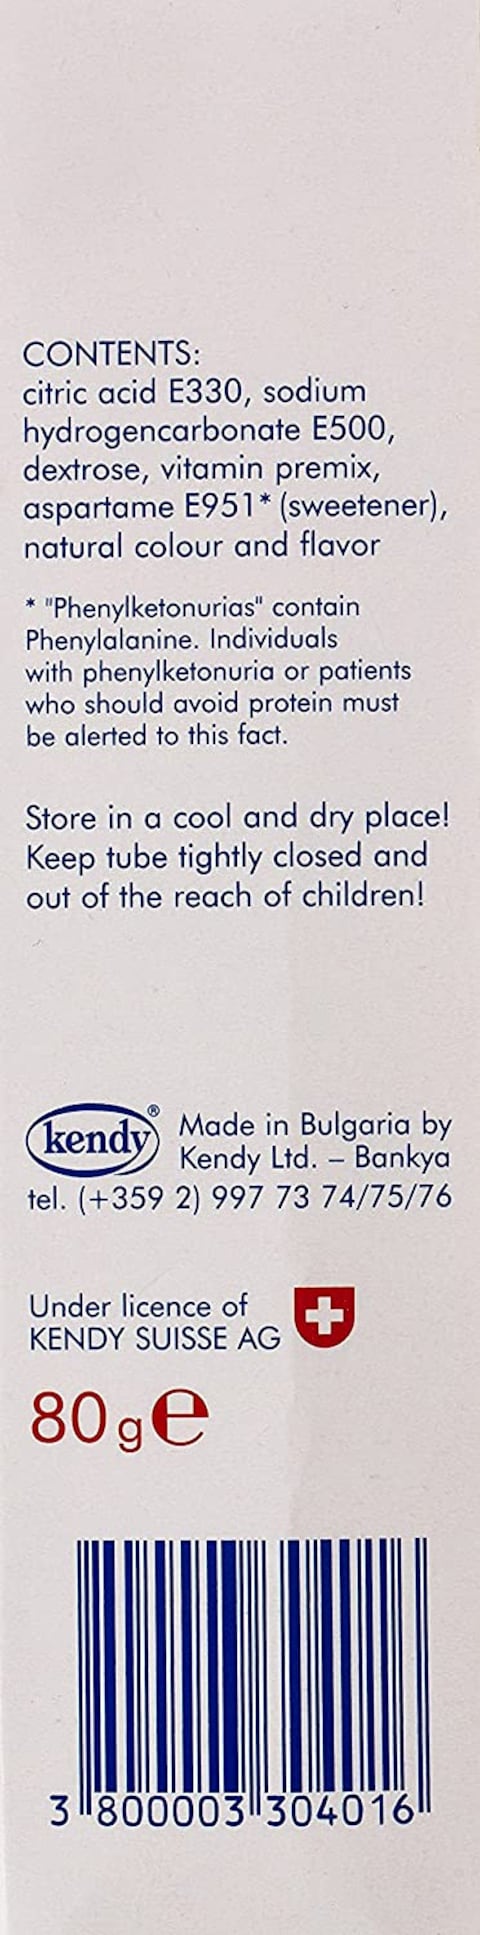 CONTENTS:
citric acid E330, sodium
hydrogencarbonate E500,
dextrose, vitamin premix,
aspartame E951* (sweetener),
natural colour and flavor
* "Phenylketonurias" contain
Phenylalanine. Individuals
with phenylketonuria or patients
who should avoid protein must
be alerted to this fact.
Store in a cool and dry place!
Keep tube tightly closed and
out of the reach of children!
kendy®
Made in Bulgaria by
Kendy Ltd. – Bankya
tel. (+359 2) 997 73 74/75/76
Under licence of
KENDY SUISSE AG
80 g e
3 800003 304016